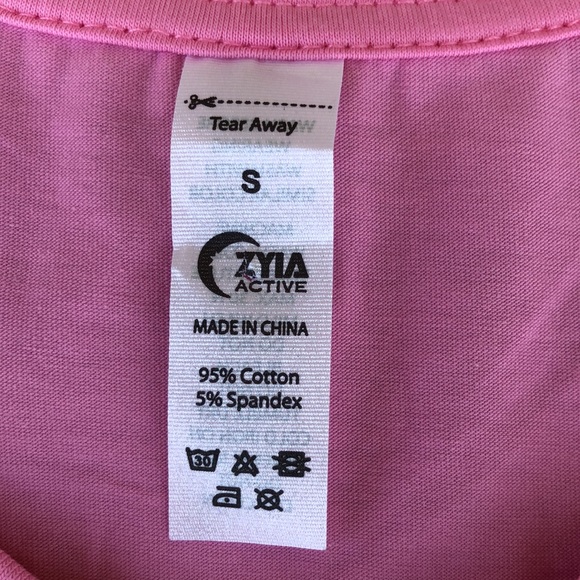 Tear Away
S
ZYIA
ACTIVE
MADE IN CHINA
95% Cotton
5% Spandex
30